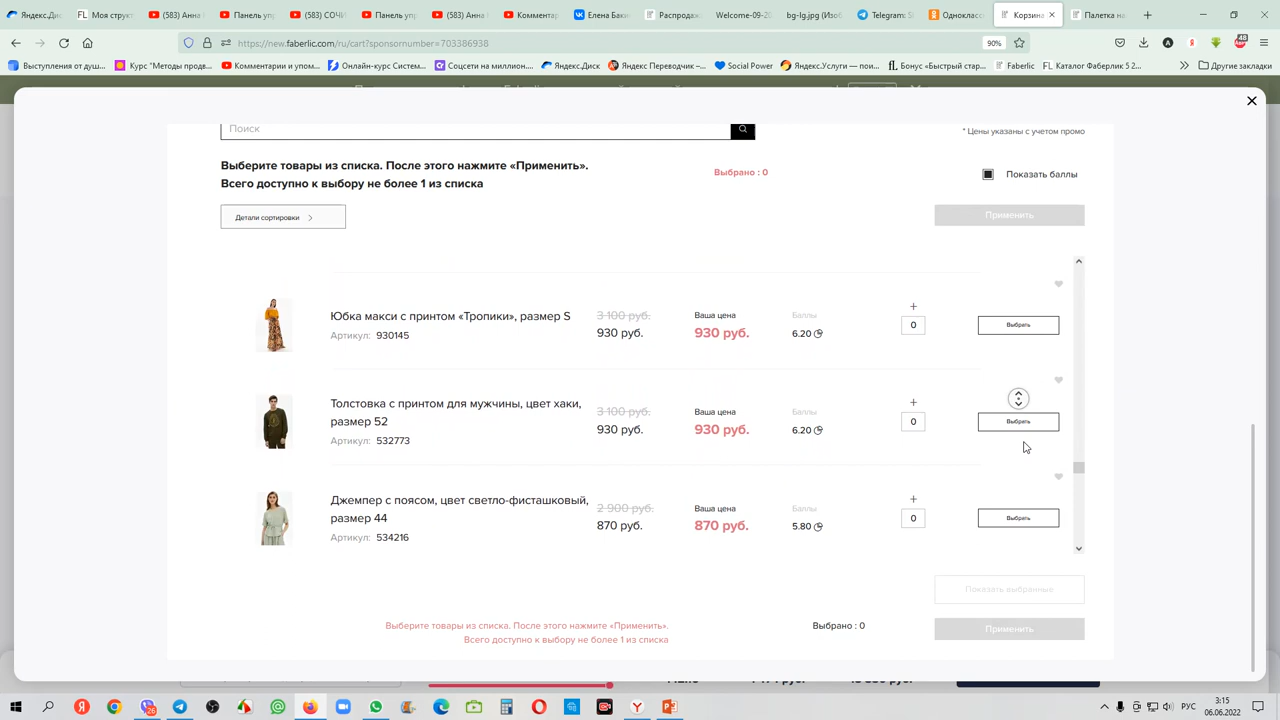 Яндекс.Ди
Панель упр
(583) Анна
Панель упр
(583) СОЧИ
Панель упр
(583) Анна
Коммент
Елена Баки
Распродаж
Welcome-09-20
bg-lg.jpg (Изоб
Telegram: 5
Однокласс
Корзина
Палетка на
https://new.faberlic.com/ru/cart?sponsornumber=703386938
90%
48
Выступления от душ…
Курс "Методы продв…
Комментарии и упом…
Онлайн-курс Систем…
Соцсети на миллион…
Яндекс.Диск
Яндекс Переводчик –…
Social Power
Яндекс.Услуги — пои…
Бонус «Быстрый стар…
Faberlic
FL Каталог Фаберлик 5 2…
Другие закладки
Поиск
* Цены указаны с учетом промо
Выберите товары из списка. После этого нажмите «Применить».
Всего доступно к выбору не более 1 из списка
Выбрано : 0
Показать баллы
Детали сортировки
Применить
Юбка макси с принтом «Тропики», размер S
Артикул: 930145
3 100 руб.
930 руб.
Ваша цена
930 руб.
Баллы
6.20
+
0
Выбрать
Толстовка с принтом для мужчины, цвет хаки,
размер 52
Артикул: 532773
3 100 руб.
930 руб.
Ваша цена
930 руб.
Баллы
6.20
+
0
Выбрать
Джемпер с поясом, цвет светло-фисташковый,
размер 44
Артикул: 534216
2 900 руб.
870 руб.
Ваша цена
870 руб.
Баллы
5.80
+
0
Выбрать
Показать выбранные
Выберите товары из списка. После этого нажмите «Применить».
Всего доступно к выбору не более 1 из списка
Выбрано : 0
Применить
26
РУС
3:15
06.06.2022